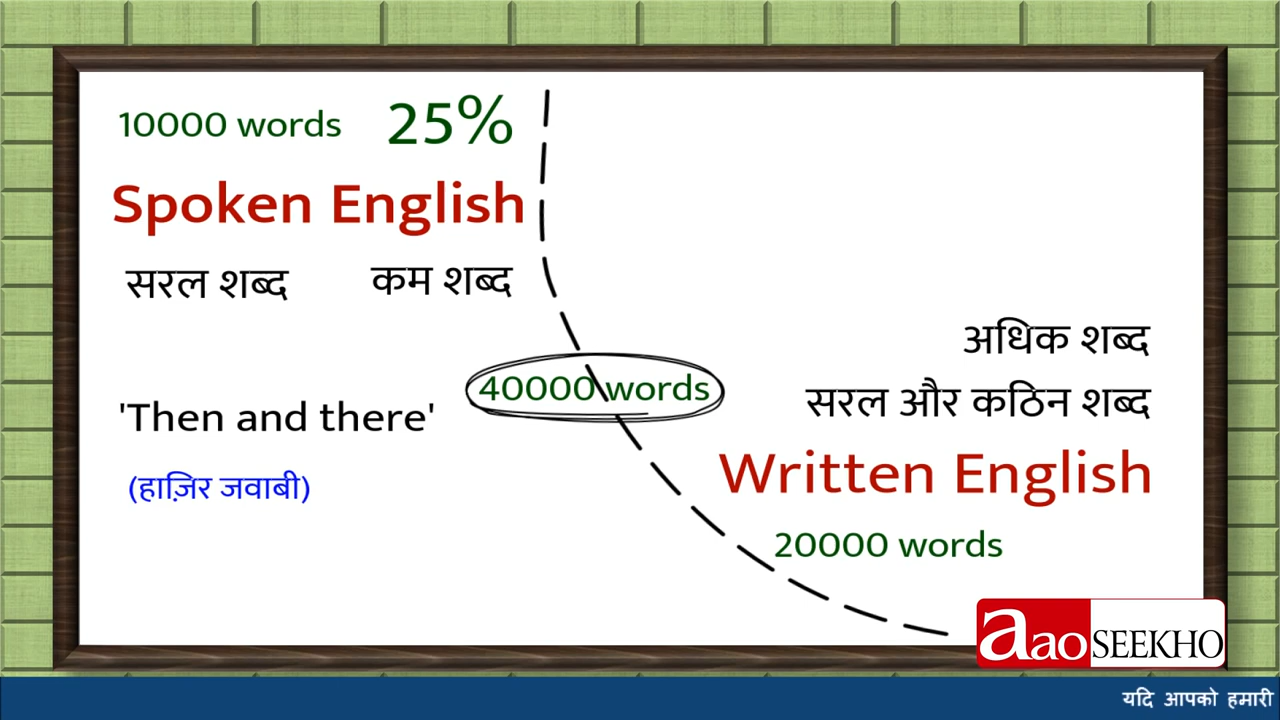 10000 words 25%
Spoken English
सरल शब्द कम शब्द
40000 words
'Then and there'
(हाज़िर जवाबी)
अधिक शब्द
सरल और कठिन शब्द
Written English
20000 words
aao SEEKHO
यदि आपको हमारी